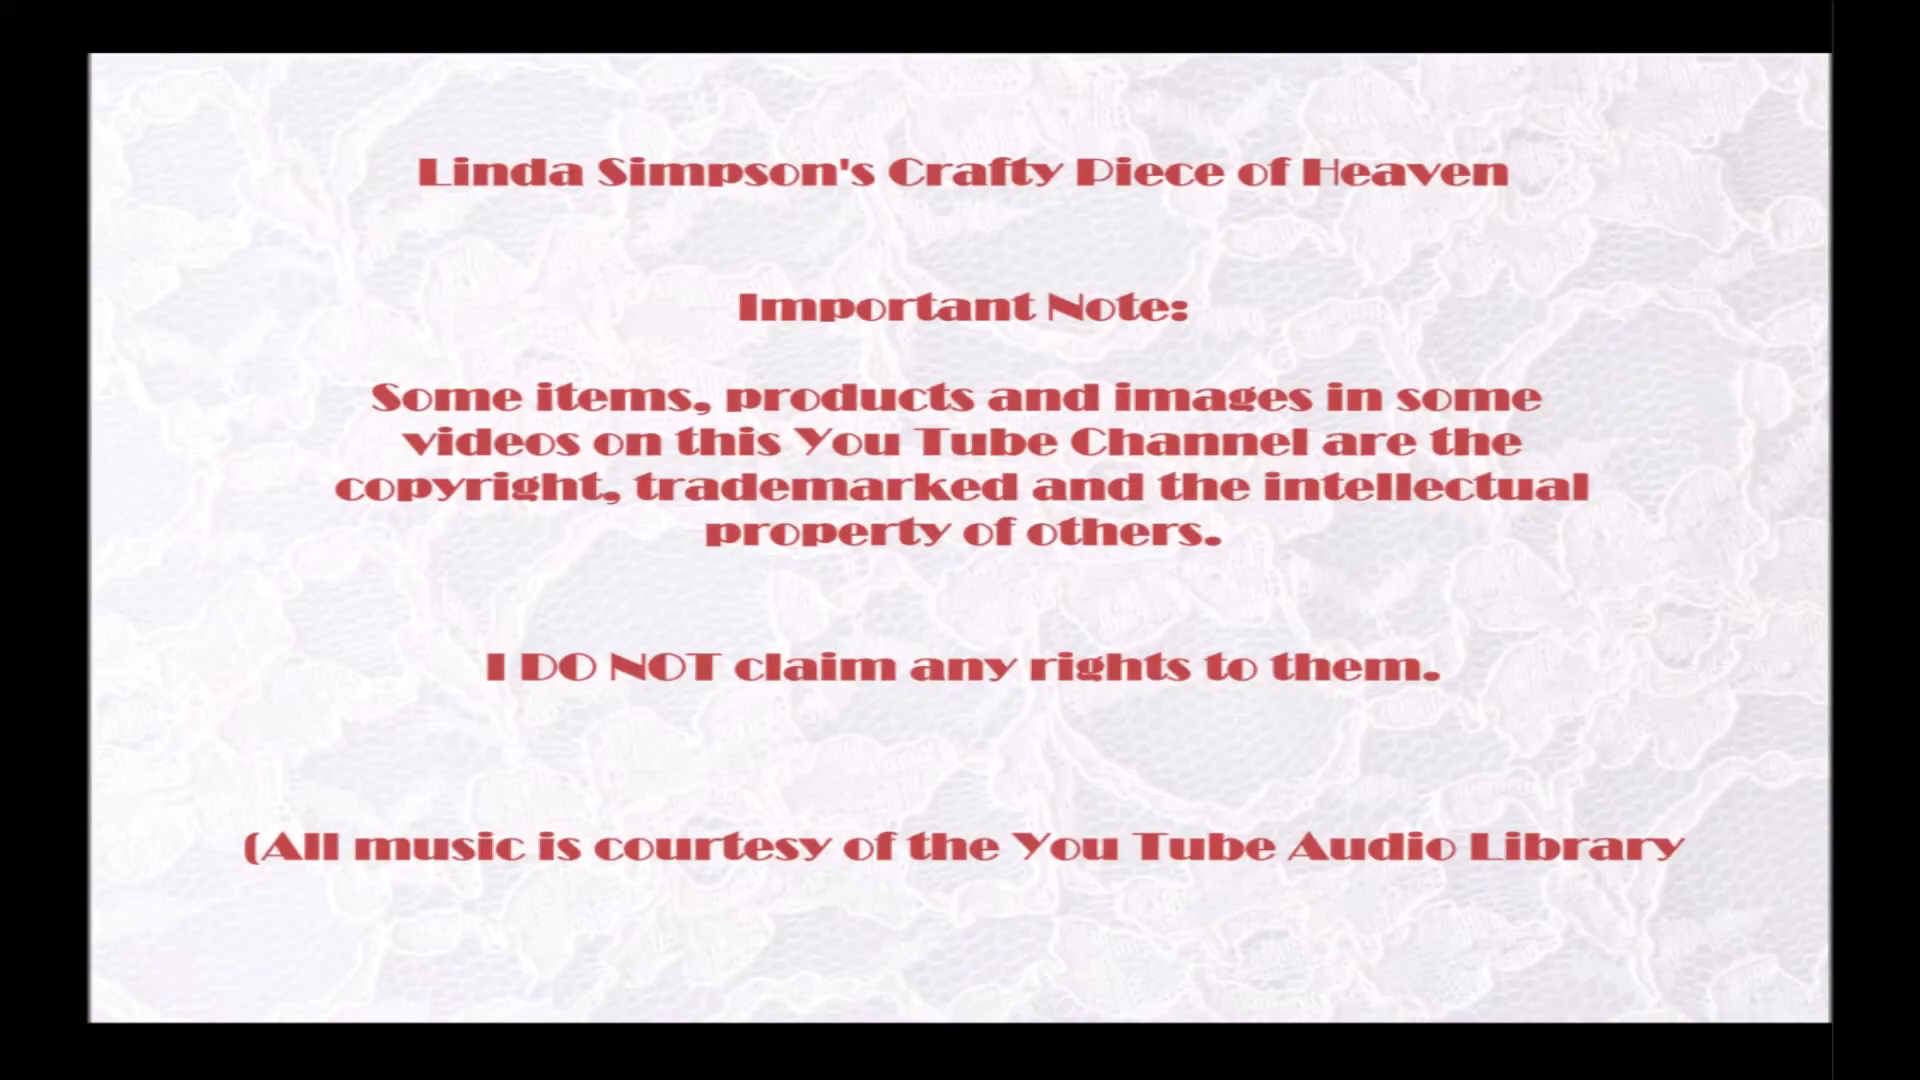 Linda Simpson's Crafty Piece of Heaven
Important Note:
Some items, products and images in some
videos on this You Tube Channel are the
copyright, trademarked and the intellectual
property of others.
I DO NOT claim any rights to them.
(All music is courtesy of the You Tube Audio Library